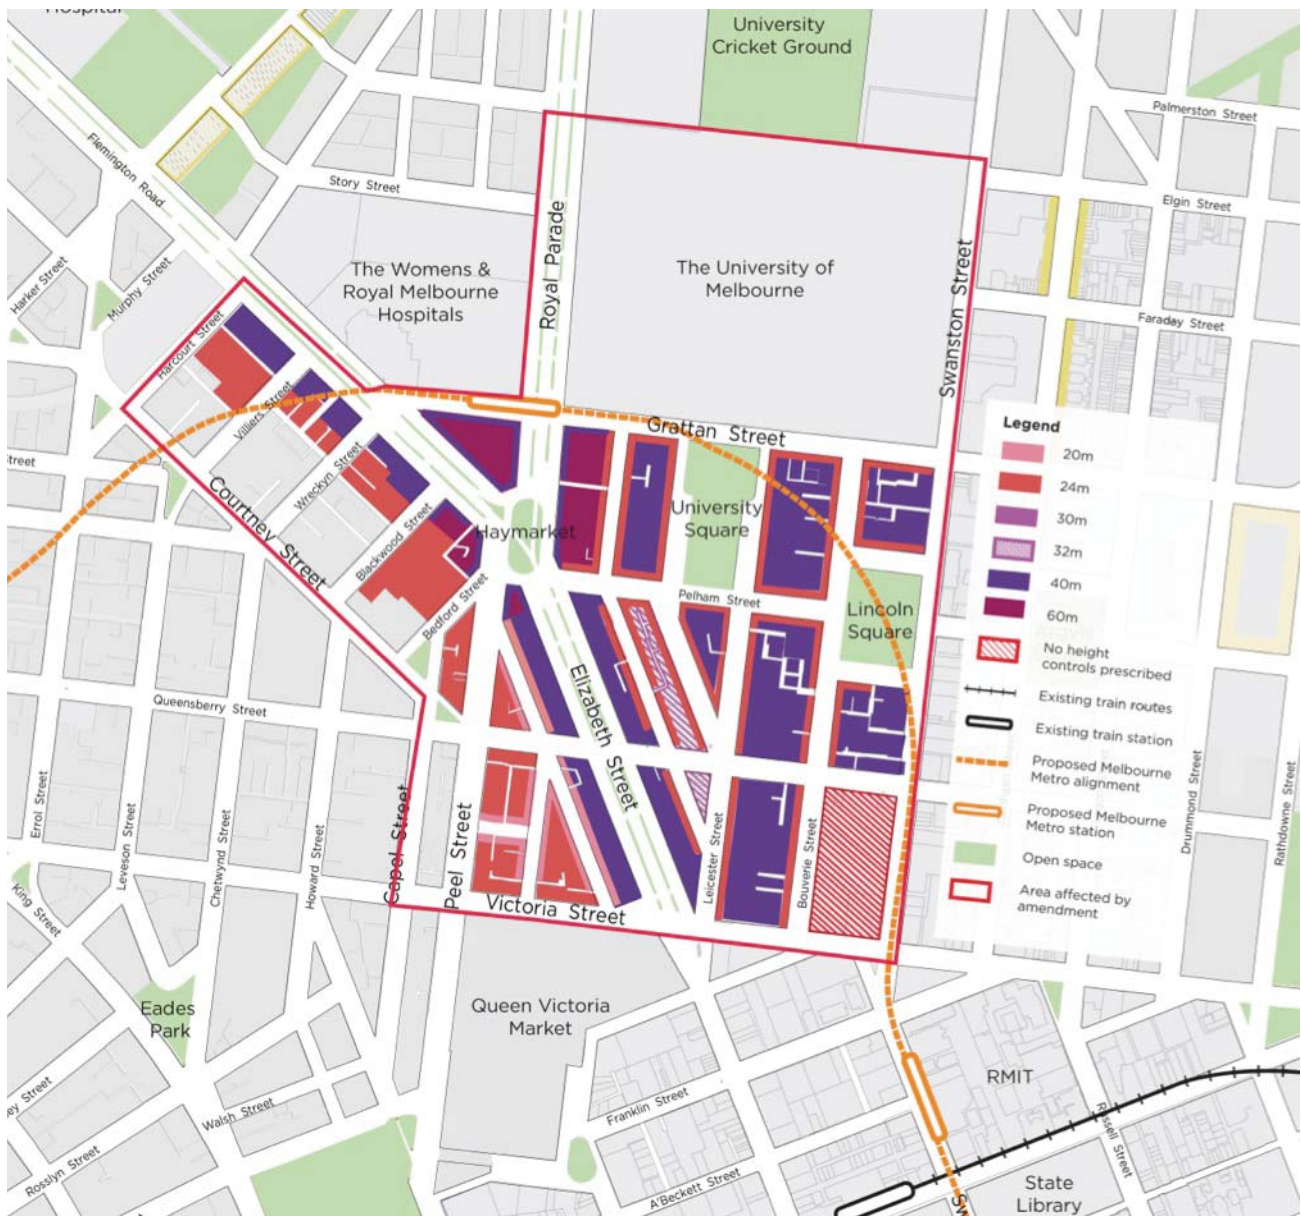 Hospital
University
Cricket Ground
Palmerston Street
Flemington Road
Story Street
Elgin Street
Royal Parade
The Womens &
Royal Melbourne
Hospitals
The University of
Melbourne
Swanston Street
Harker Street
Murphy Street
Harcourt Street
Faraday Street
Villiers Street
Grattan Street
Legend
20m
24m
30m
32m
40m
60m
No height
controls prescribed
Existing train routes
Existing train station
Proposed Melbourne
Metro alignment
Proposed Melbourne
Metro station
Open space
Area affected by
amendment
Street
Wreckyn Street
Courtney Street
Blackwood Street
Haymarket
University
Square
Bedford Street
Pelham Street
Lincoln
Square
Elizabeth Street
Queensberry Street
Errol Street
Leveson Street
Chetwynd Street
Howard Street
Capel Street
Peel Street
Victoria Street
Leicester Street
Bouverie Street
Drummond Street
Rathdowne Street
King Street
Eades
Park
Queen Victoria
Market
RMIT
Franklin Street
Walsh Street
ey Street
Rosslyn Street
A'Beckett Street
Russell Street
State
Library
Sw